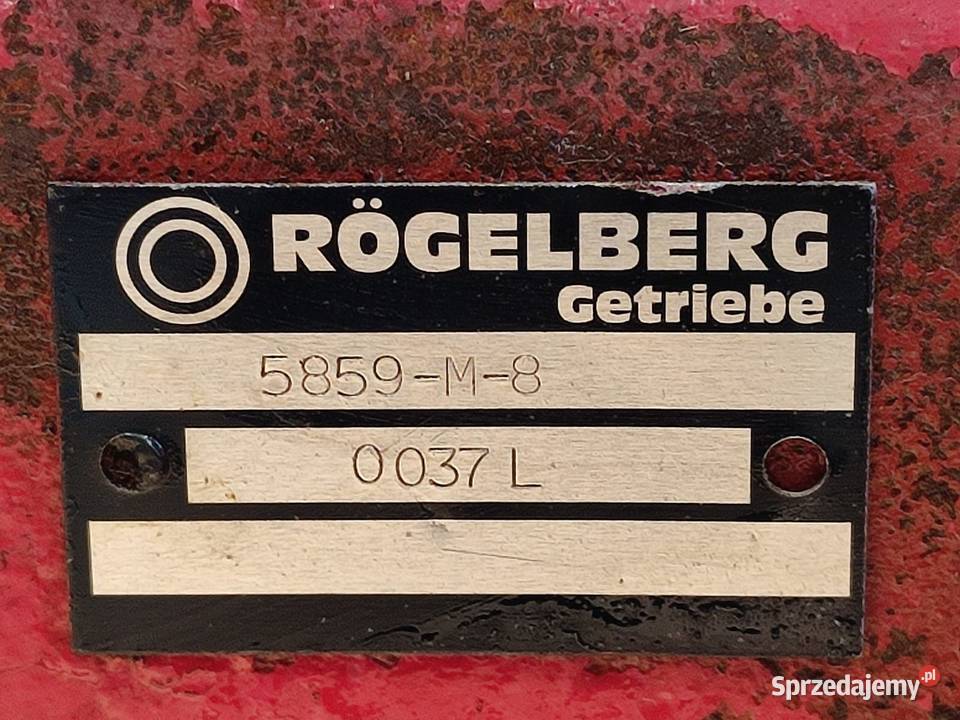 RÖGELBERG
Getriebe
5859-M-8
0037 L
Sprzedajemy.pl